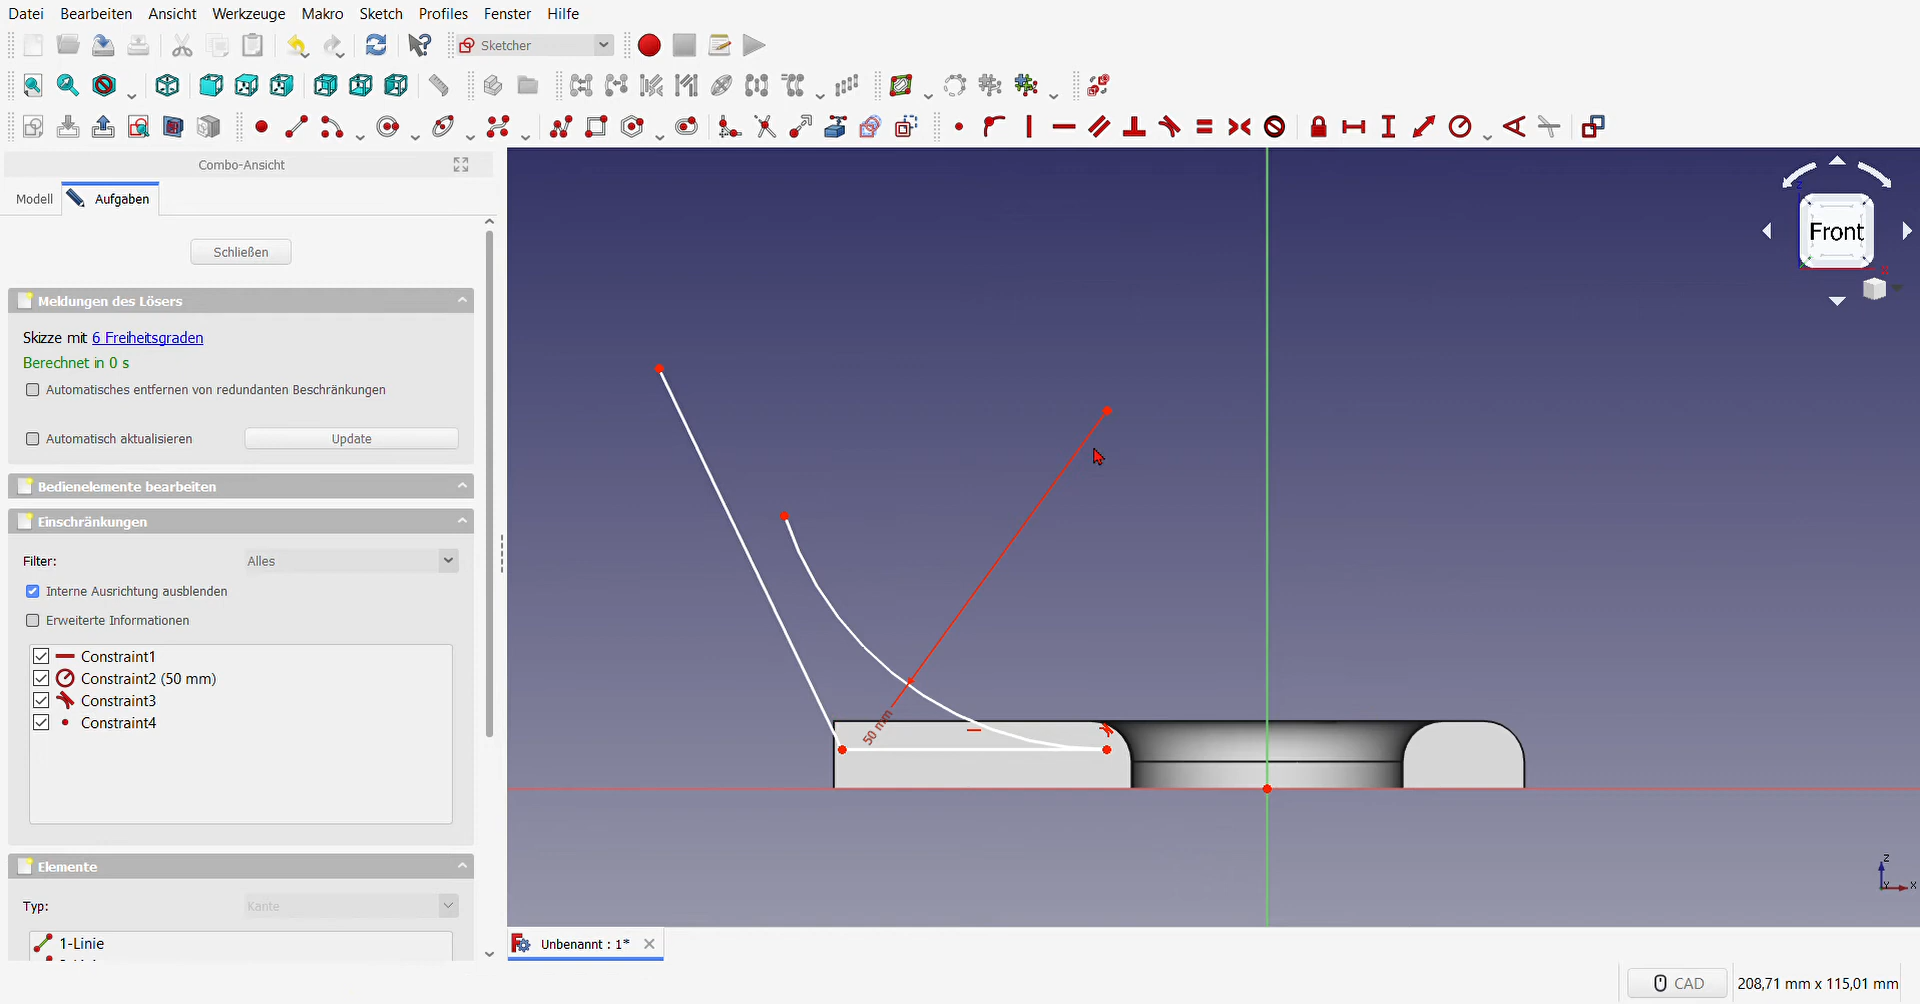 Datei Bearbeiten Ansicht Werkzeuge Makro Sketch Profiles Fenster Hilfe
Sketcher
Combo-Ansicht
Modell Aufgaben
Schließen
Meldungen des Lösers
Skizze mit 6 Freiheitsgraden
Berechnet in 0 s
Automatisches entfernen von redundanten Beschränkungen
Automatisch aktualisieren Update
Bedienelemente bearbeiten
Einschränkungen
Filter: Alles
Interne Ausrichtung ausblenden
Erweiterte Informationen
Constraint1
Constraint2 (50 mm)
Constraint3
Constraint4
Elemente
Typ: Kante
1-Linie
50 mm
Front
z
x
Z
Y
X
Unbenannt : 1*
CAD 208,71 mm x 115,01 mm